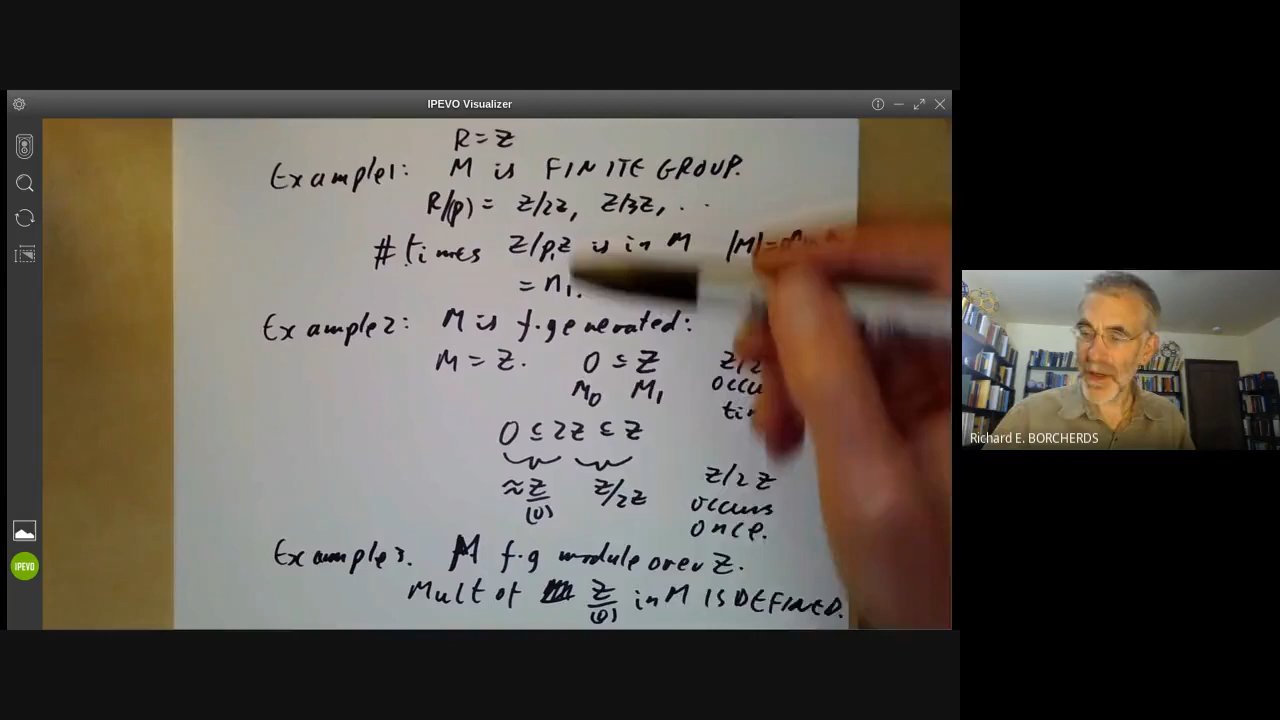 IPEVO Visualizer
R = Z
Example 1: M is FINITE GROUP.
R/(p) = Z/2Z, Z/3Z, ..
# times Z/p₁Z is in M |M| =
= n₁.
Example 2: M is f.generated:
M = Z. 0 ⊆ Z
M₀ M₁
0 ⊆ 2Z ⊆ Z
≈ Z/(0) Z/2Z
Z/2Z
occurs
once.
Example 3. M f.g module over Z.
Mult of Z/(0) in M IS DEFINED.
IPEVO
Richard E. BORCHERDS